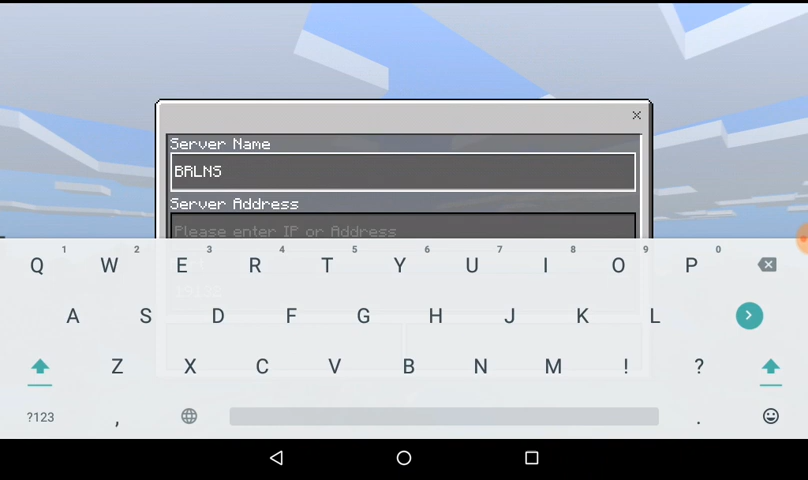 ×
Server Name
BRLNS
Server Address
Please enter IP or Address
1 2 3 4 5 6 7 8 9 0
Q W E R T Y U I O P
A S D F G H J K L
Z X C V B N M ! ?
?123 , .